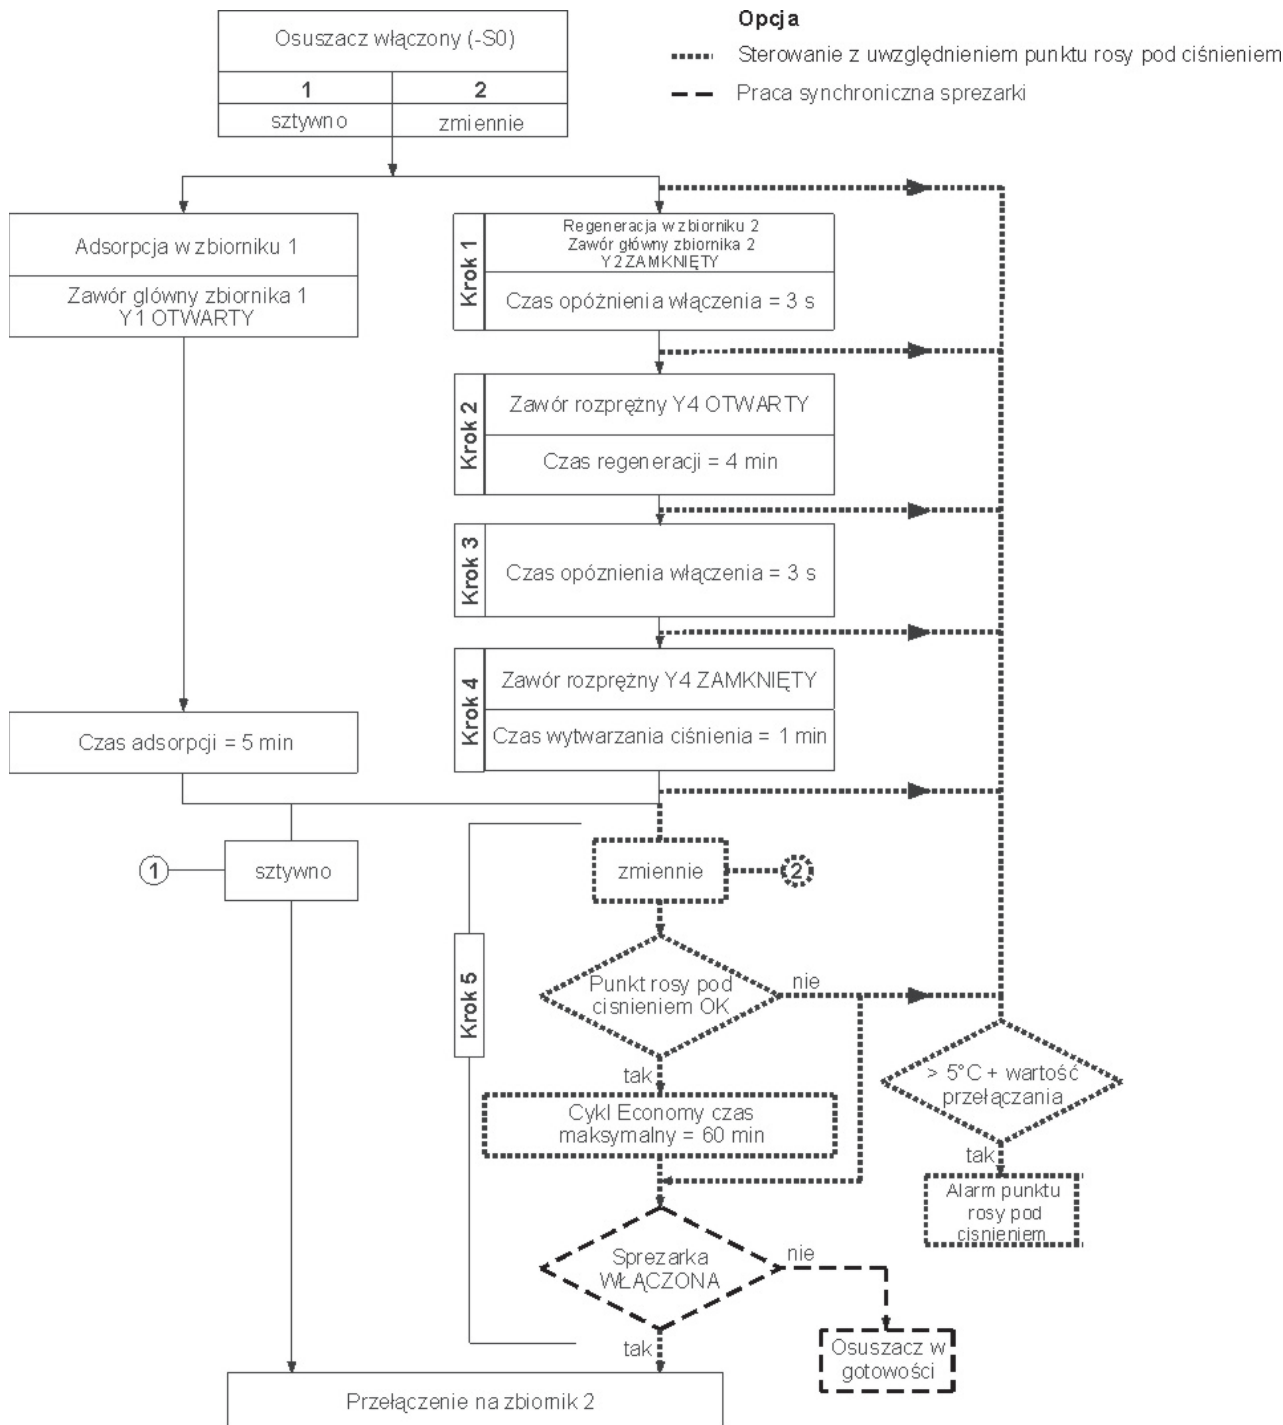 Osuszacz włączony (-S0)
1
2
sztywno
zmiennie
Opcja
Sterowanie z uwzględnieniem punktu rosy pod ciśnieniem
Praca synchroniczna sprezarki
Adsorpcja w zbiorniku 1
Zawór główny zbiornika 1
Y1 OTWARTY
Krok 1
Regeneracja w zbiorniku 2
Zawór główny zbiornika 2
Y2 ZAMKNIĘTY
Czas opóźnienia włączenia = 3 s
Krok 2
Zawór rozprężny Y4 OTWARTY
Czas regeneracji = 4 min
Krok 3
Czas opóznienia włączenia = 3 s
Krok 4
Zawór rozprężny Y4 ZAMKNIĘTY
Czas wytwarzania ciśnienia = 1 min
Czas adsorpcji = 5 min
1
sztywno
zmiennie
2
Krok 5
Punkt rosy pod
cisnieniem OK
nie
tak
> 5°C + wartość
przełączania
tak
Alarm punktu
rosy pod
cisnieniem
Cykl Economy czas
maksymalny = 60 min
Sprezarka
WŁĄCZONA
nie
tak
Osuszacz w
gotowości
Przełączenie na zbiornik 2